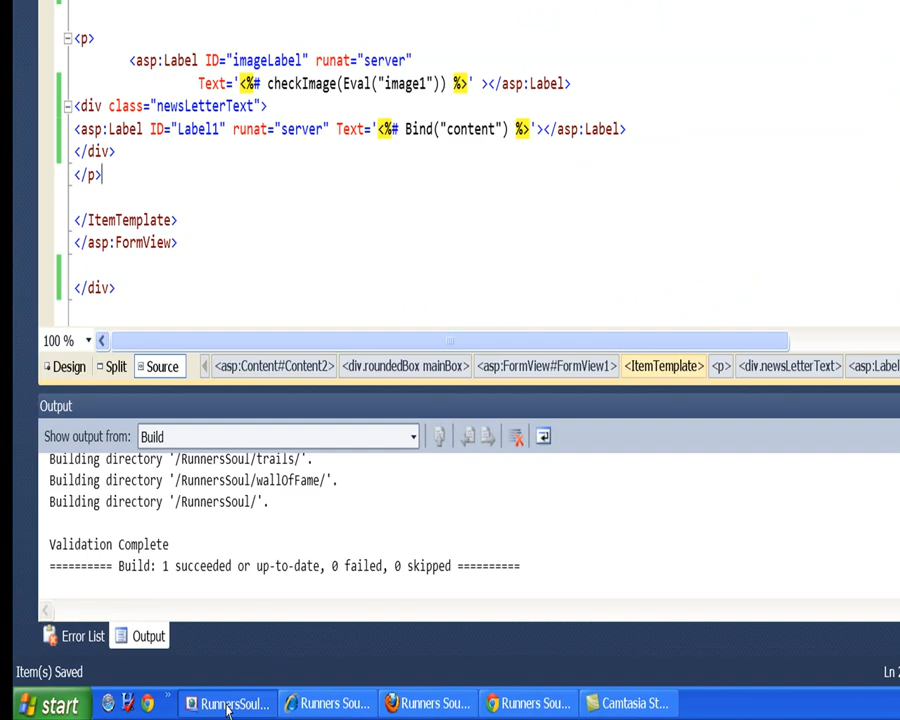 <p>
<asp:Label ID="imageLabel" runat="server"
Text='<%# checkImage(Eval("image1")) %>' ></asp:Label>
<div class="newsLetterText">
<asp:Label ID="Label1" runat="server" Text='<%# Bind("content") %>'></asp:Label>
</div>
</p>
</ItemTemplate>
</asp:FormView>
</div>
100 %
Design Split Source <asp:Content#Content2> <div.roundedBox mainBox> <asp:FormView#FormView1> <ItemTemplate> <p> <div.newsLetterText> <asp:Label
Output
Show output from: Build
Building directory '/RunnersSoul/trails/'.
Building directory '/RunnersSoul/wallOfFame/'.
Building directory '/RunnersSoul/'.
Validation Complete
========== Build: 1 succeeded or up-to-date, 0 failed, 0 skipped ==========
Error List Output
Item(s) Saved Ln
start » RunnersSoul... Runners Sou... Runners Sou... Runners Sou... Camtasia St...